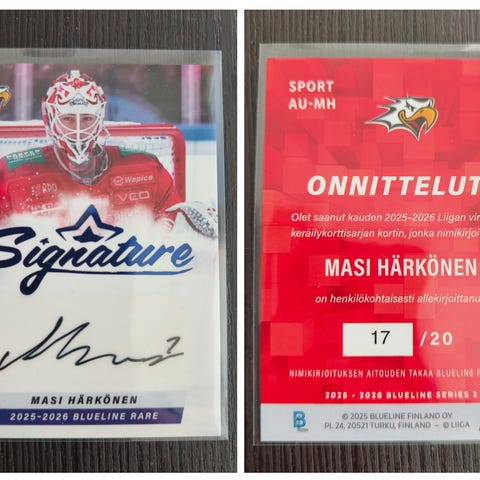 Wapice
VEO
Signature
MASI HÄRKÖNEN
2025-2026 BLUELINE RARE
SPORT
AU-MH
ONNITTELUT
Olet saanut kauden 2025-2026 Liigan
keräilykorttisarjan kortin, jonka
MASI HÄRKÖNEN
on henkilökohtaisesti
17 /20
NIMIKIRJOITUKSEN AITOUDEN TAKAA BLUELINE
2025 - 2026 BLUELINE SERIES 2
© 2025 BLUELINE FINLAND OY
PL 24, 20521 TURKU, FINLAND - © LIIGA